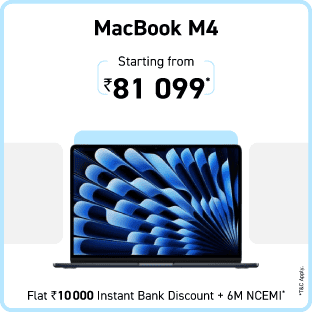 MacBook M4
Starting from
₹81 099*
Flat ₹10000 Instant Bank Discount + 6M NCEMI*
*T&C Apply.